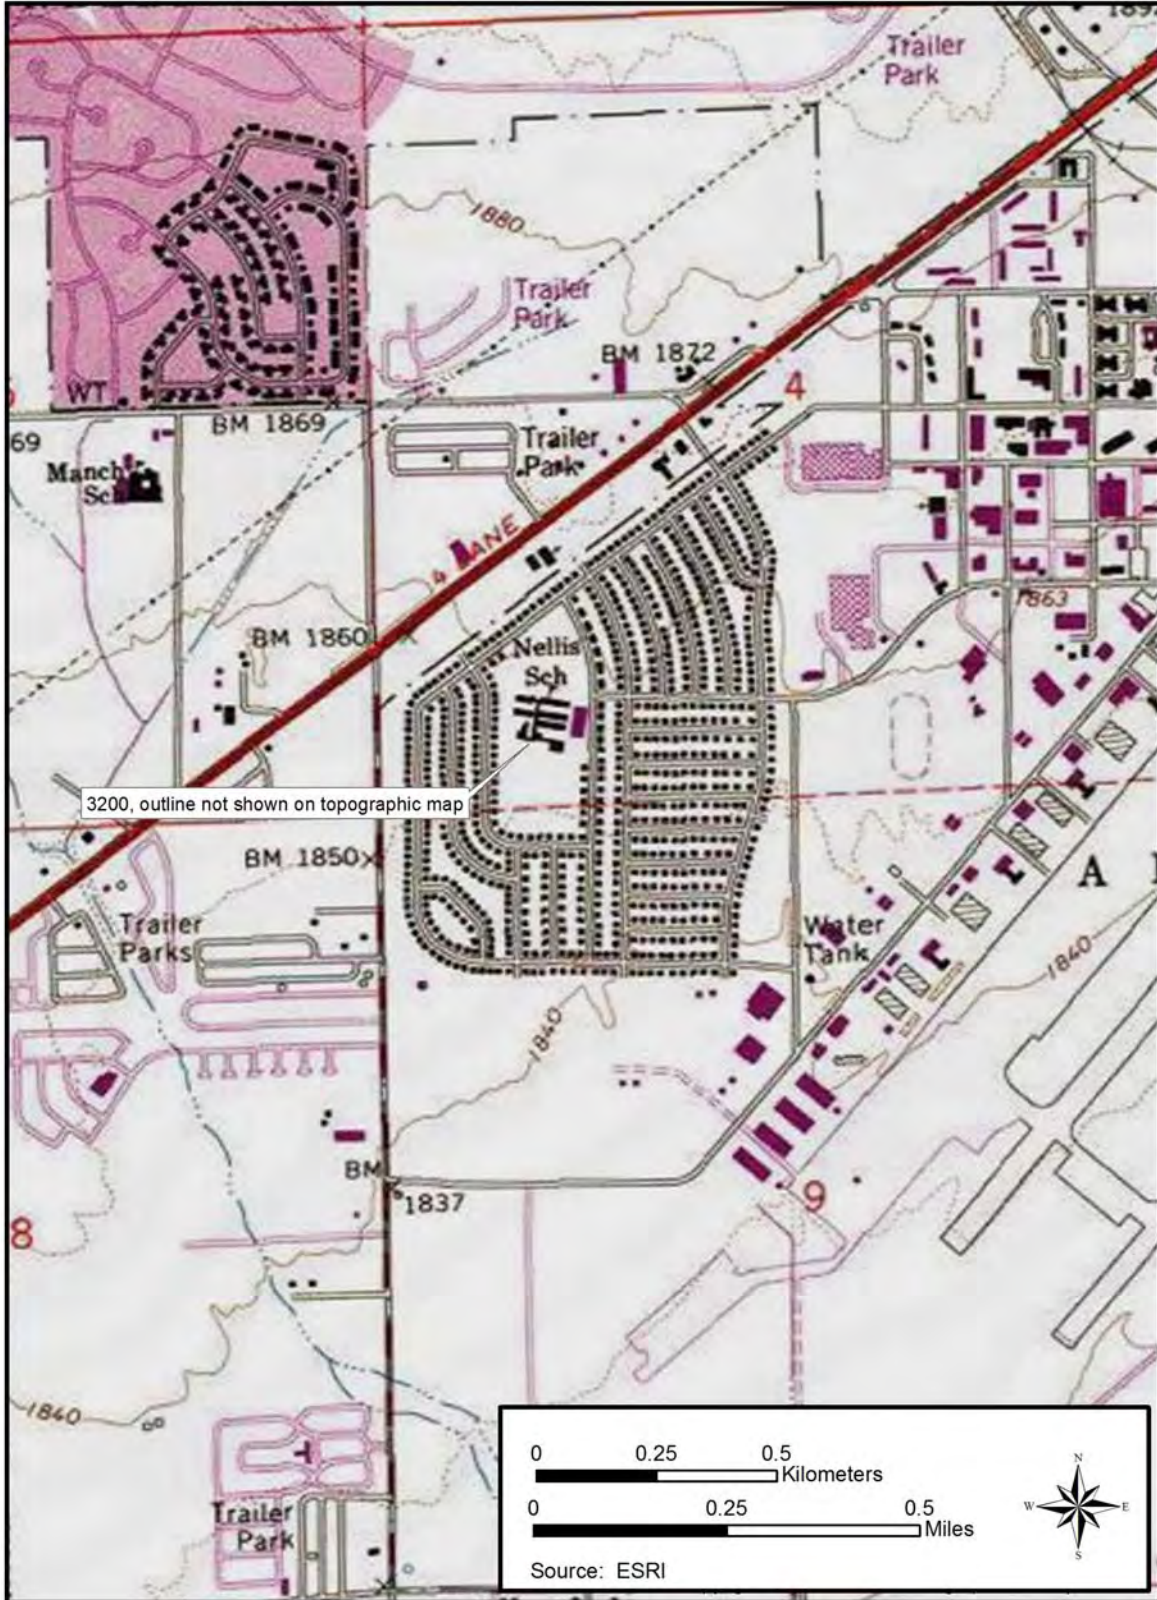 Trailer
Park
1880
Trailer
Park
BM 1872
4
WT
BM 1869
69
Trailer
Park
Manch
Sch
4 LANE
1863
BM 1860
Nellis
Sch
3200, outline not shown on topographic map
BM 1850
A
Trailer
Parks
Water
Tank
1840
1840
BM
1837
9
8
1840
Trailer
Park
0 0.25 0.5
Kilometers
0 0.25 0.5
Miles
N
W E
S
Source: ESRI